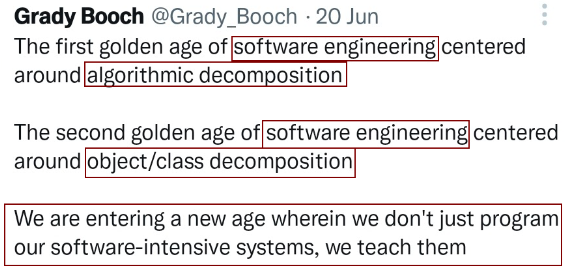 Grady Booch @Grady_Booch · 20 Jun
The first golden age of software engineering centered
around algorithmic decomposition
The second golden age of software engineering centered
around object/class decomposition
We are entering a new age wherein we don't just program
our software-intensive systems, we teach them